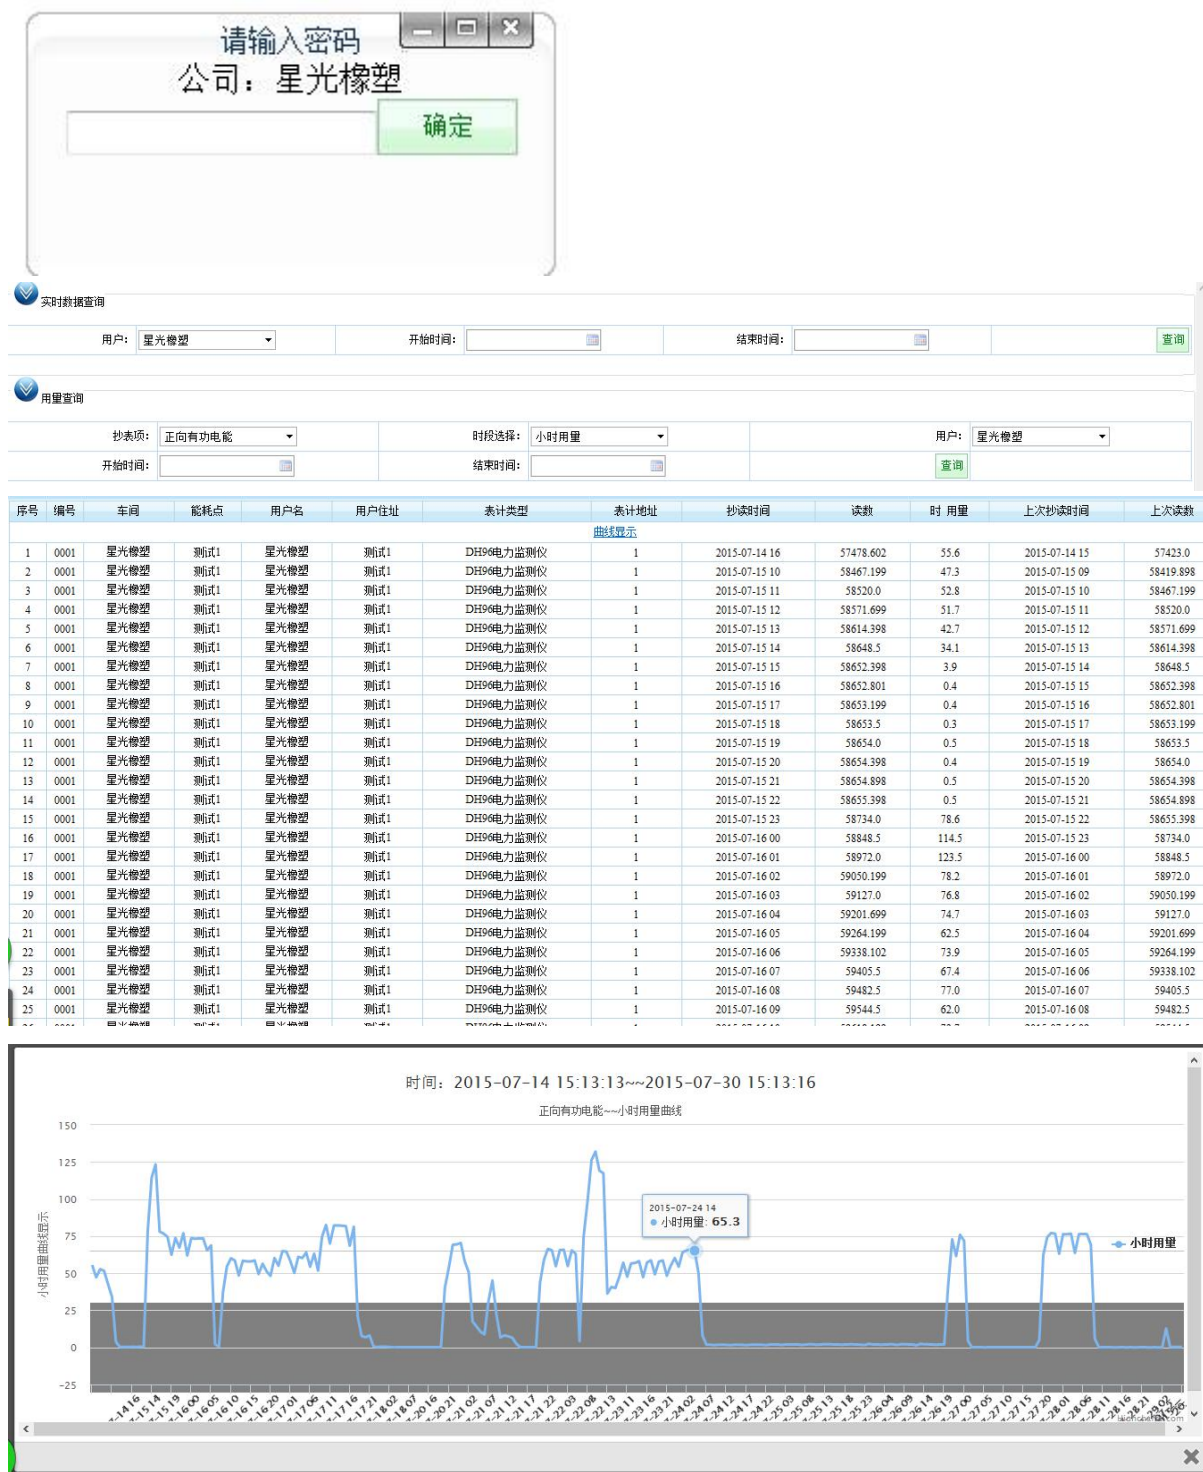 请输入密码
公司：星光橡塑
确定
实时数据查询
用户： 星光橡塑 开始时间： 结束时间： 查询
用量查询
抄表项： 正向有功电能 时段选择： 小时用量 用户： 星光橡塑
开始时间： 结束时间： 查询
序号 编号 车间 能耗点 用户名 用户住址 表计类型 表计地址 抄读时间 读数 时 用量 上次抄读时间 上次读数
曲线显示
1 0001 星光橡塑 测试1 星光橡塑 测试1 DH96电力监测仪 1 2015-07-14 16 57478.602 55.6 2015-07-14 15 57423.0
2 0001 星光橡塑 测试1 星光橡塑 测试1 DH96电力监测仪 1 2015-07-15 10 58467.199 47.3 2015-07-15 09 58419.898
3 0001 星光橡塑 测试1 星光橡塑 测试1 DH96电力监测仪 1 2015-07-15 11 58520.0 52.8 2015-07-15 10 58467.199
4 0001 星光橡塑 测试1 星光橡塑 测试1 DH96电力监测仪 1 2015-07-15 12 58571.699 51.7 2015-07-15 11 58520.0
5 0001 星光橡塑 测试1 星光橡塑 测试1 DH96电力监测仪 1 2015-07-15 13 58614.398 42.7 2015-07-15 12 58571.699
6 0001 星光橡塑 测试1 星光橡塑 测试1 DH96电力监测仪 1 2015-07-15 14 58648.5 34.1 2015-07-15 13 58614.398
7 0001 星光橡塑 测试1 星光橡塑 测试1 DH96电力监测仪 1 2015-07-15 15 58652.398 3.9 2015-07-15 14 58648.5
8 0001 星光橡塑 测试1 星光橡塑 测试1 DH96电力监测仪 1 2015-07-15 16 58652.801 0.4 2015-07-15 15 58652.398
9 0001 星光橡塑 测试1 星光橡塑 测试1 DH96电力监测仪 1 2015-07-15 17 58653.199 0.4 2015-07-15 16 58652.801
10 0001 星光橡塑 测试1 星光橡塑 测试1 DH96电力监测仪 1 2015-07-15 18 58653.5 0.3 2015-07-15 17 58653.199
11 0001 星光橡塑 测试1 星光橡塑 测试1 DH96电力监测仪 1 2015-07-15 19 58654.0 0.5 2015-07-15 18 58653.5
12 0001 星光橡塑 测试1 星光橡塑 测试1 DH96电力监测仪 1 2015-07-15 20 58654.398 0.4 2015-07-15 19 58654.0
13 0001 星光橡塑 测试1 星光橡塑 测试1 DH96电力监测仪 1 2015-07-15 21 58654.898 0.5 2015-07-15 20 58654.398
14 0001 星光橡塑 测试1 星光橡塑 测试1 DH96电力监测仪 1 2015-07-15 22 58655.398 0.5 2015-07-15 21 58654.898
15 0001 星光橡塑 测试1 星光橡塑 测试1 DH96电力监测仪 1 2015-07-15 23 58734.0 78.6 2015-07-15 22 58655.398
16 0001 星光橡塑 测试1 星光橡塑 测试1 DH96电力监测仪 1 2015-07-16 00 58848.5 114.5 2015-07-15 23 58734.0
17 0001 星光橡塑 测试1 星光橡塑 测试1 DH96电力监测仪 1 2015-07-16 01 58972.0 123.5 2015-07-16 00 58848.5
18 0001 星光橡塑 测试1 星光橡塑 测试1 DH96电力监测仪 1 2015-07-16 02 59050.199 78.2 2015-07-16 01 58972.0
19 0001 星光橡塑 测试1 星光橡塑 测试1 DH96电力监测仪 1 2015-07-16 03 59127.0 76.8 2015-07-16 02 59050.199
20 0001 星光橡塑 测试1 星光橡塑 测试1 DH96电力监测仪 1 2015-07-16 04 59201.699 74.7 2015-07-16 03 59127.0
21 0001 星光橡塑 测试1 星光橡塑 测试1 DH96电力监测仪 1 2015-07-16 05 59264.199 62.5 2015-07-16 04 59201.699
22 0001 星光橡塑 测试1 星光橡塑 测试1 DH96电力监测仪 1 2015-07-16 06 59338.102 73.9 2015-07-16 05 59264.199
23 0001 星光橡塑 测试1 星光橡塑 测试1 DH96电力监测仪 1 2015-07-16 07 59405.5 67.4 2015-07-16 06 59338.102
24 0001 星光橡塑 测试1 星光橡塑 测试1 DH96电力监测仪 1 2015-07-16 08 59482.5 77.0 2015-07-16 07 59405.5
25 0001 星光橡塑 测试1 星光橡塑 测试1 DH96电力监测仪 1 2015-07-16 09 59544.5 62.0 2015-07-16 08 59482.5
时间：2015-07-14 15:13:13~~2015-07-30 15:13:16
正向有功电能~~小时用量曲线
150
125
100
75
50
25
0
-25
小时用量曲线显示
2015-07-24 14
小时用量: 65.3
小时用量